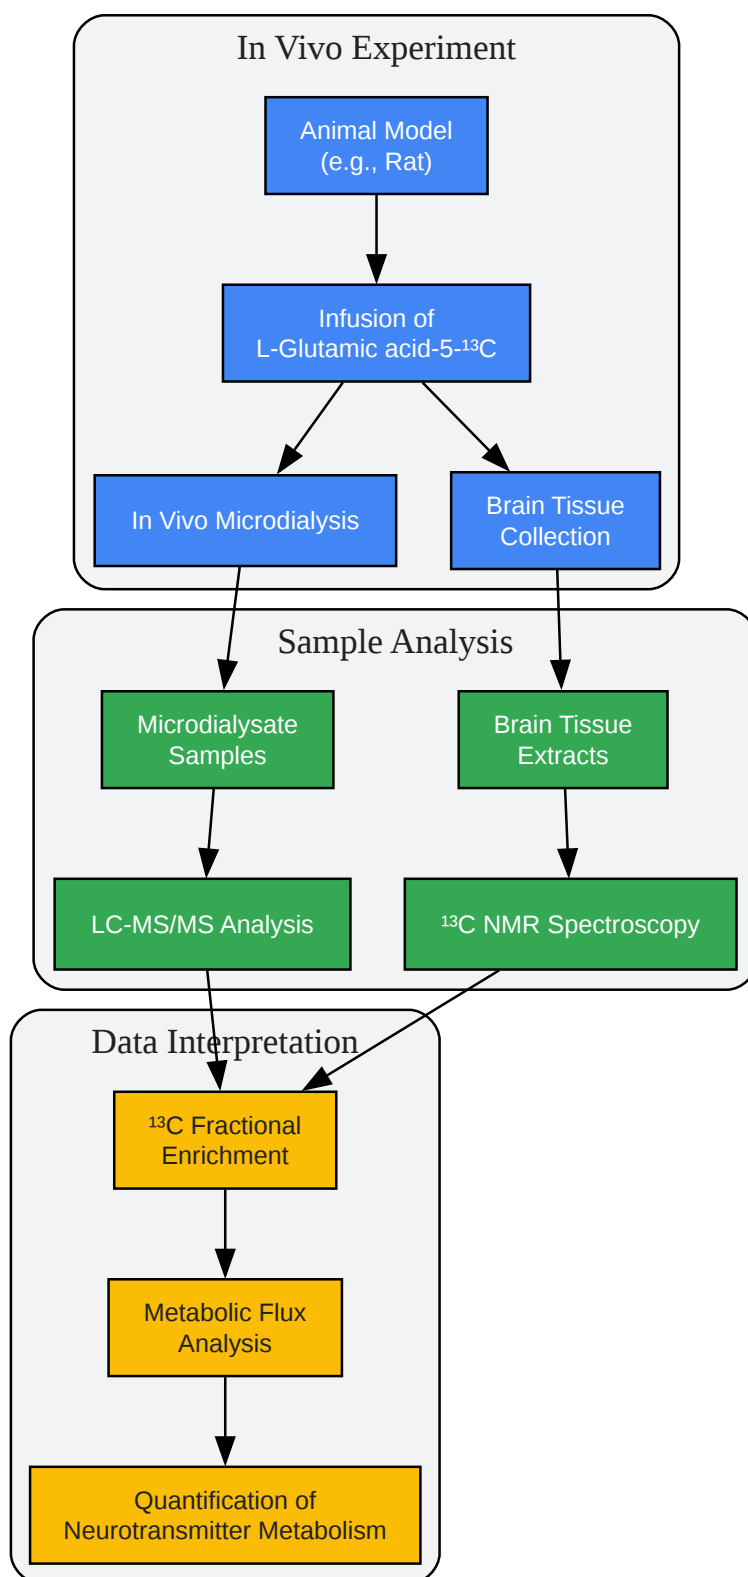 In Vivo Experiment
Animal Model
(e.g., Rat)
Infusion of
L-Glutamic acid-5-¹³C
In Vivo Microdialysis
Brain Tissue
Collection
Sample Analysis
Microdialysate
Samples
Brain Tissue
Extracts
LC-MS/MS Analysis
¹³C NMR Spectroscopy
Data Interpretation
¹³C Fractional
Enrichment
Metabolic Flux
Analysis
Quantification of
Neurotransmitter Metabolism